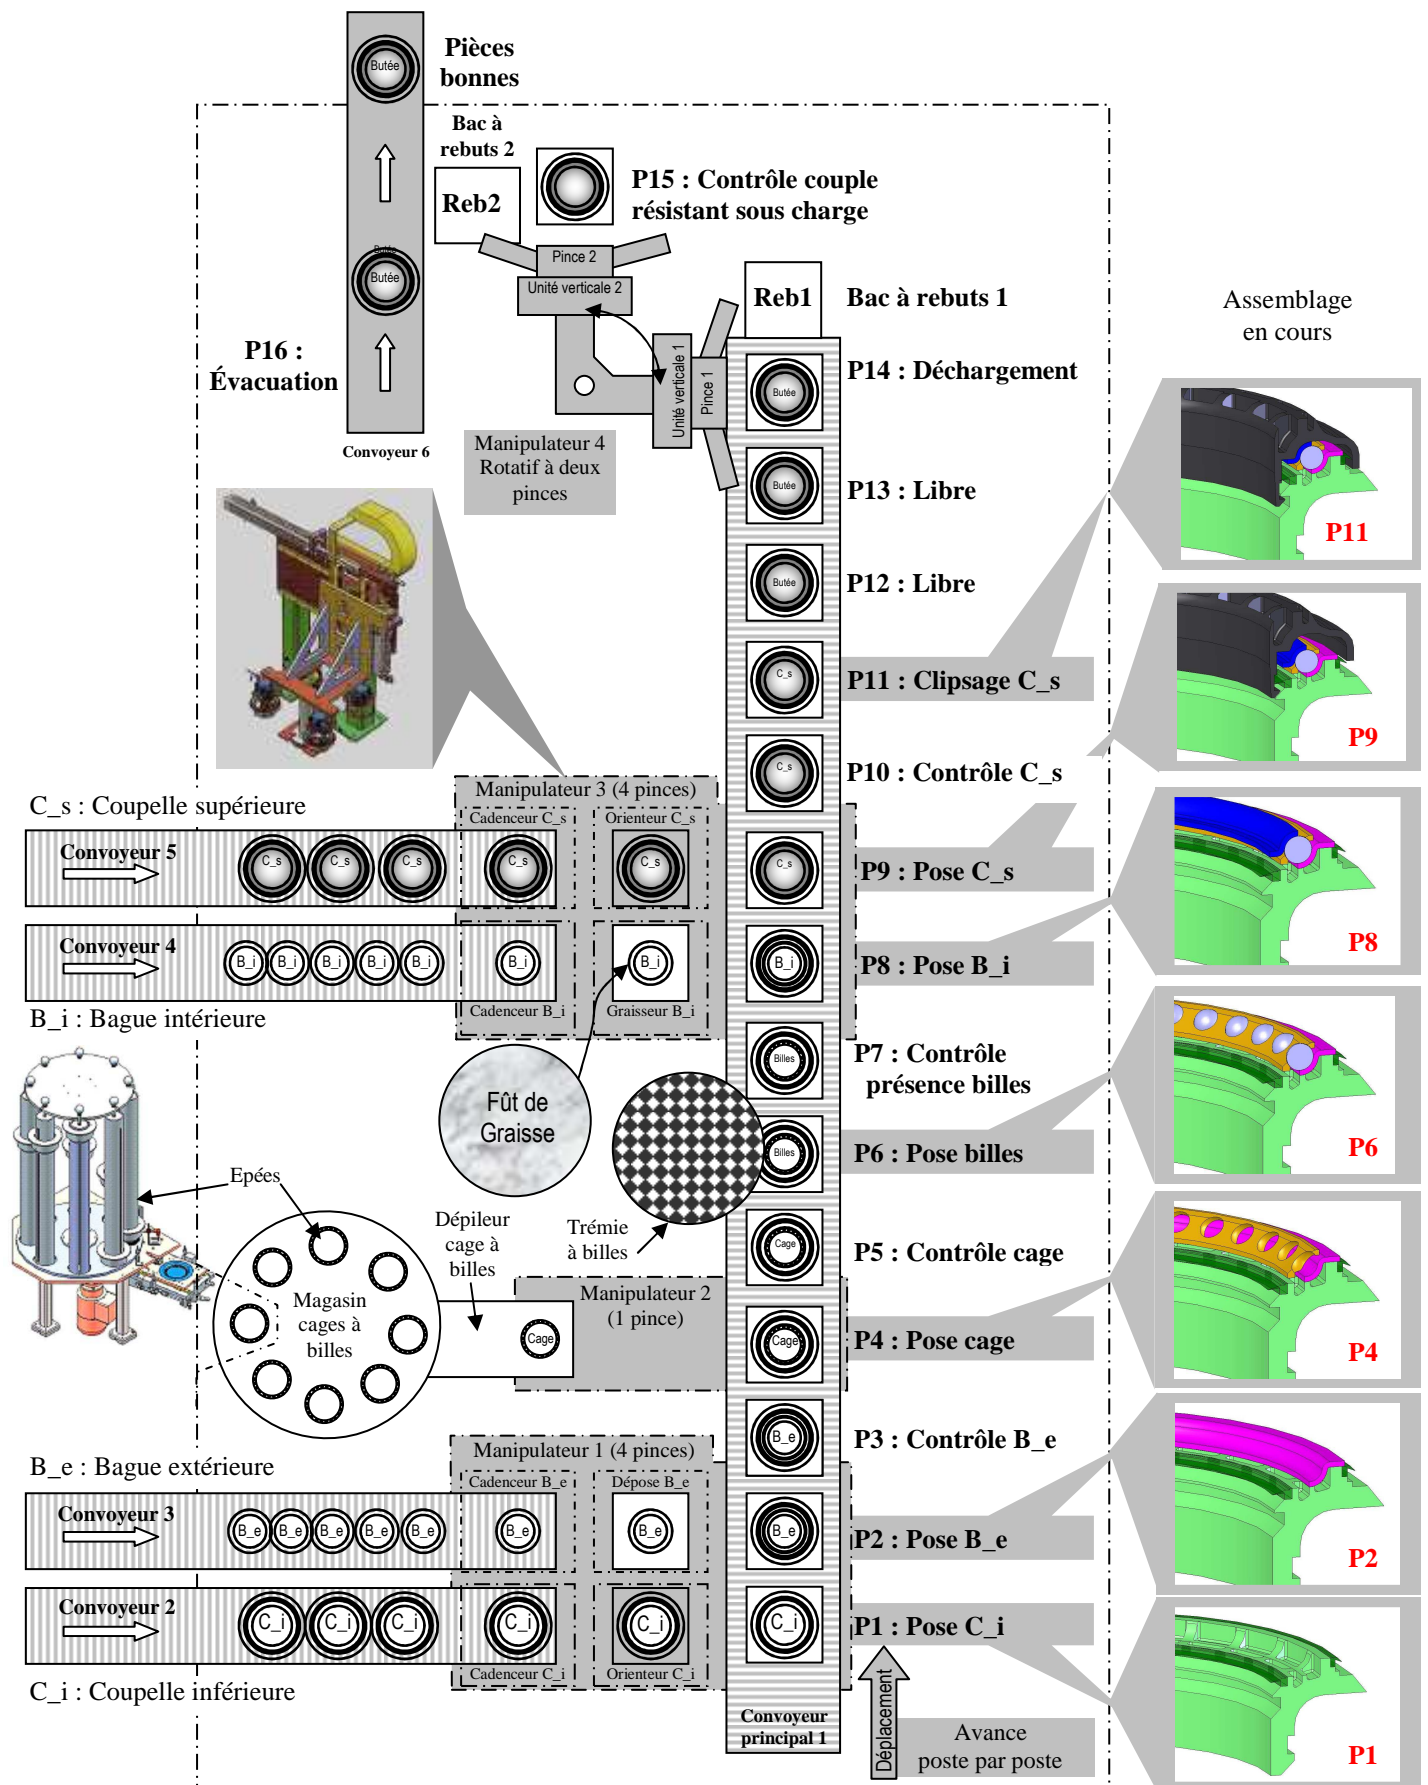 Butée
Pièces
bonnes
Bac à
rebuts 2
Reb2
P15 : Contrôle couple
résistant sous charge
Butée
Butée
Pince 2
Unité verticale 2
Reb1
Bac à rebuts 1
Assemblage
en cours
P16 :
Évacuation
Convoyeur 6
Unité verticale 1
Pince 1
Butée
P14 : Déchargement
Manipulateur 4
Rotatif à deux
pinces
Butée
P13 : Libre
P11
Butée
P12 : Libre
C_s
P11 : Clipsage C_s
P9
C_s
P10 : Contrôle C_s
Manipulateur 3 (4 pinces)
C_s : Coupelle supérieure
Cadenceur C_s
Orienteur C_s
Convoyeur 5
C_s
C_s
C_s
C_s
C_s
C_s
P9 : Pose C_s
Convoyeur 4
B_i
B_i
B_i
B_i
B_i
B_i
B_i
B_i
P8 : Pose B_i
P8
Cadenceur B_i
Graisseur B_i
B_i : Bague intérieure
Billes
P7 : Contrôle
présence billes
Fût de
Graisse
Billes
P6 : Pose billes
P6
Epées
Dépileur
cage à
billes
Trémie
à billes
Cage
P5 : Contrôle cage
Magasin
cages à
billes
Manipulateur 2
(1 pince)
Cage
Cage
P4 : Pose cage
P4
B_e
P3 : Contrôle B_e
Manipulateur 1 (4 pinces)
B_e : Bague extérieure
Cadenceur B_e
Dépose B_e
Convoyeur 3
B_e
B_e
B_e
B_e
B_e
B_e
B_e
B_e
P2 : Pose B_e
P2
Convoyeur 2
C_i
C_i
C_i
C_i
C_i
C_i
P1 : Pose C_i
Cadenceur C_i
Orienteur C_i
C_i : Coupelle inférieure
Convoyeur
principal 1
Déplacement
Avance
poste par poste
P1